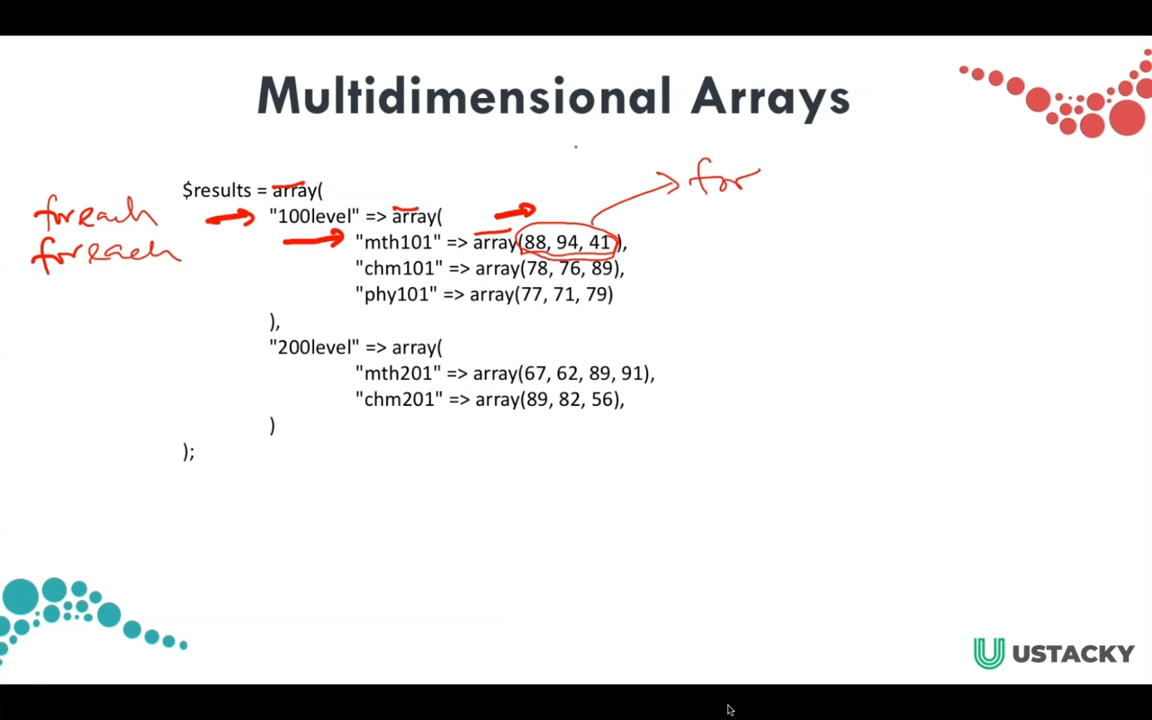 Multidimensional Arrays
for
$results = array(
foreach
"100level" => array(
"mth101" => array(88, 94, 41),
foreach
"chm101" => array(78, 76, 89),
"phy101" => array(77, 71, 79)
),
"200level" => array(
"mth201" => array(67, 62, 89, 91),
"chm201" => array(89, 82, 56),
)
);
USTACKY